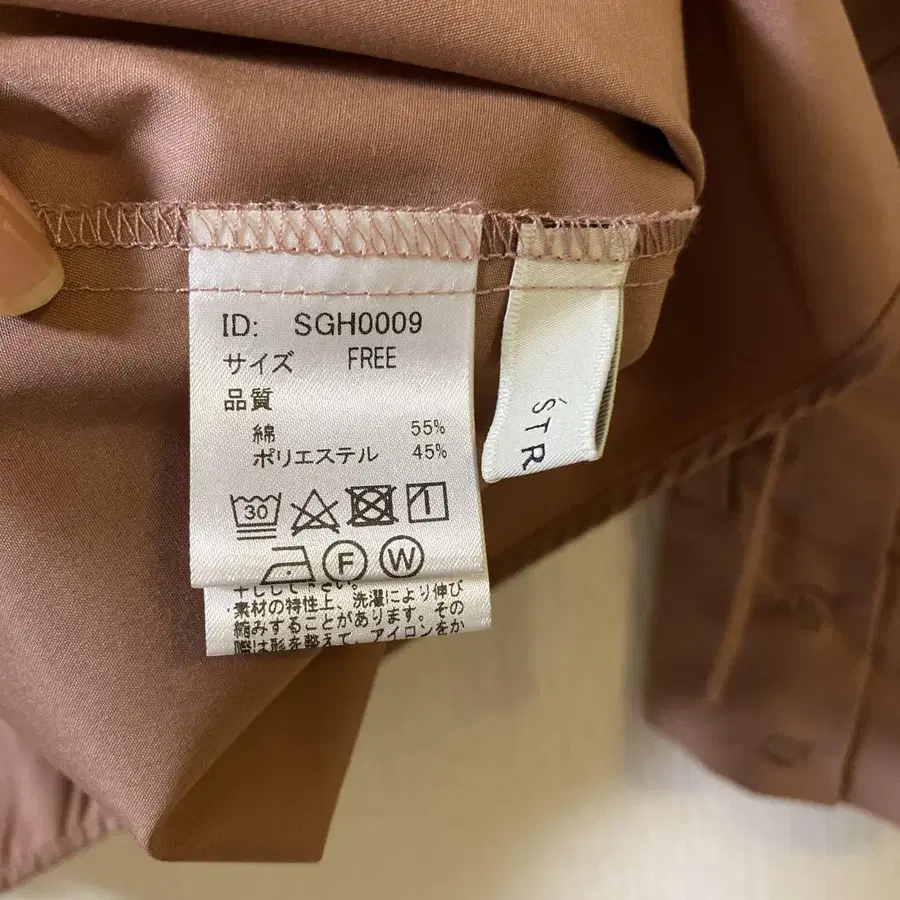 ID: SGH0009
サイズ FREE
品質
綿 55%
ポリエステル 45%
30
F W
素材の特性上、洗濯により伸び
縮みすることがあります。その
際は形を整えて、アイロンをか
ŚTR